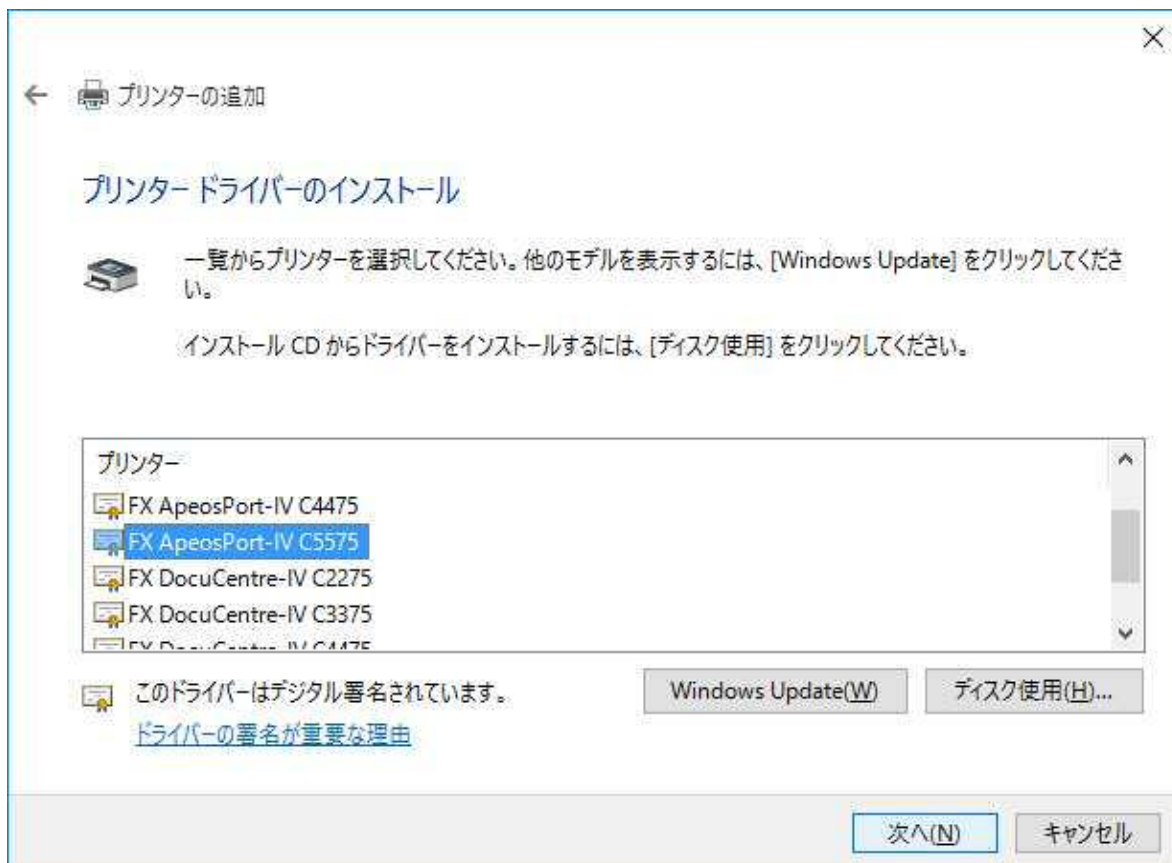 プリンターの追加
プリンター ドライバーのインストール
一覧からプリンターを選択してください。他のモデルを表示するには、[Windows Update] をクリックしてくださ
い。
インストール CD からドライバーをインストールするには、[ディスク使用] をクリックしてください。
プリンター
FX ApeosPort-IV C4475
FX ApeosPort-IV C5575
FX DocuCentre-IV C2275
FX DocuCentre-IV C3375
FX DocuCentre-IV C4475
このドライバーはデジタル署名されています。
Windows Update(W)
ディスク使用(H)...
ドライバーの署名が重要な理由
次へ(N)
キャンセル